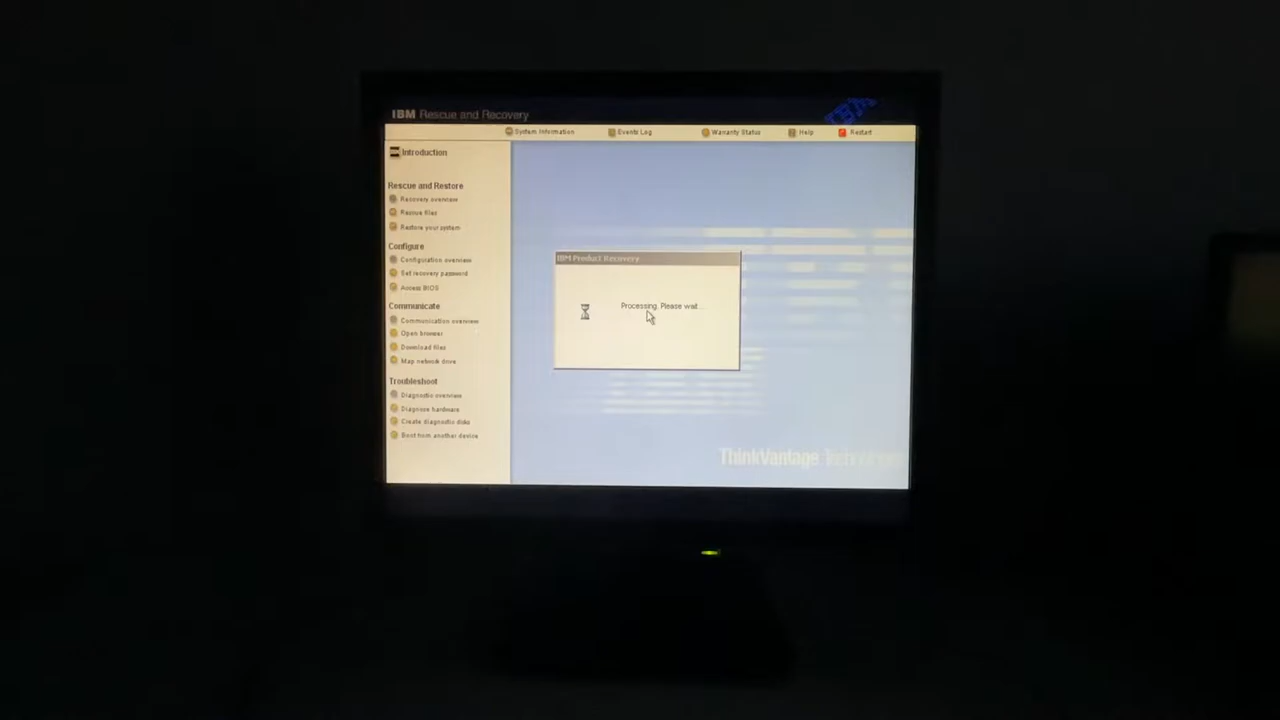 IBM Rescue and Recovery
IBM
System Information
Events Log
Warranty Status
Help
Restart
Introduction
Rescue and Restore
Recovery overview
Rescue files
Restore your system
Configure
Configuration overview
Set recovery password
Access BIOS
Communicate
Communication overview
Open browser
Download files
Map network drive
Troubleshoot
Diagnostic overview
Diagnose hardware
Create diagnostic disks
Boot from another device
IBM Product Recovery
Processing. Please wait...
ThinkVantage